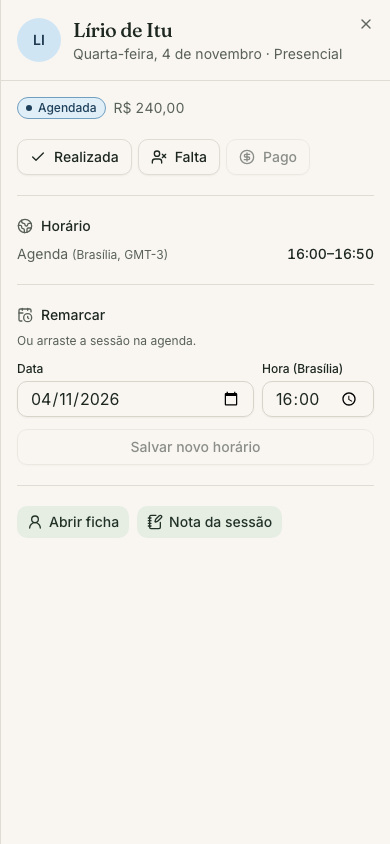 LI
Lírio de Itu
Quarta-feira, 4 de novembro · Presencial
Agendada R$ 240,00
Realizada Falta Pago
Horário
Agenda (Brasília, GMT-3) 16:00–16:50
Remarcar
Ou arraste a sessão na agenda.
Data Hora (Brasília)
04/11/2026 16:00
Salvar novo horário
Abrir ficha Nota da sessão